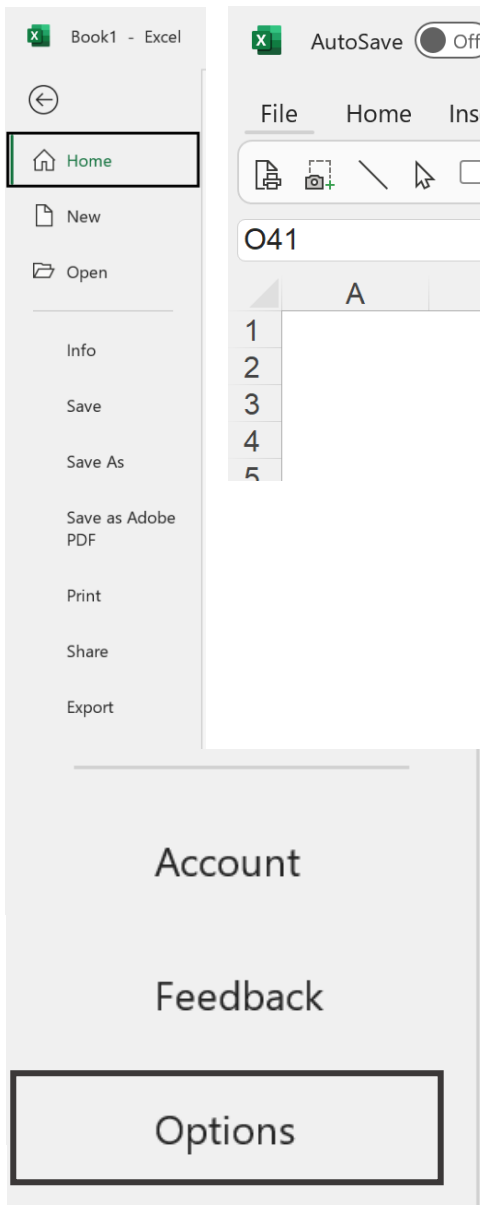 Book1 - Excel
Home
New
Open
Info
Save
Save As
Save as Adobe
PDF
Print
Share
Export
AutoSave Off
File Home Ins
O41
A
1
2
3
4
5
Account
Feedback
Options